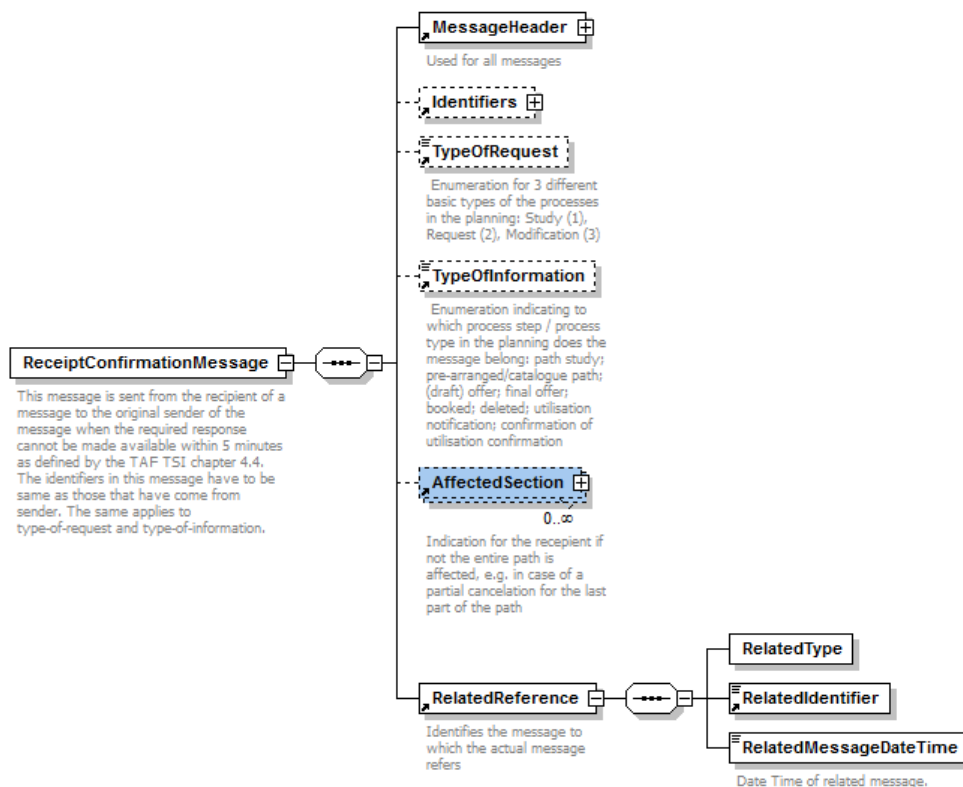 MessageHeader
Used for all messages
Identifiers
TypeOfRequest
Enumeration for 3 different
basic types of the processes
in the planning: Study (1),
Request (2), Modification (3)
TypeOfInformation
Enumeration indicating to
which process step / process
type in the planning does the
message belong: path study;
pre-arranged/catalogue path;
(draft) offer; final offer;
booked; deleted; utilisation
notification; confirmation of
utilisation confirmation
ReceiptConfirmationMessage
This message is sent from the recipient of a
message to the original sender of the
message when the required response
cannot be made available within 5 minutes
as defined by the TAF TSI chapter 4.4.
The identifiers in this message have to be
same as those that have come from
sender. The same applies to
type-of-request and type-of-information.
AffectedSection
0..∞
Indication for the recepient if
not the entire path is
affected, e.g. in case of a
partial cancelation for the last
part of the path
RelatedReference
Identifies the message to
which the actual message
refers
RelatedType
RelatedIdentifier
RelatedMessageDateTime
Date Time of related message.